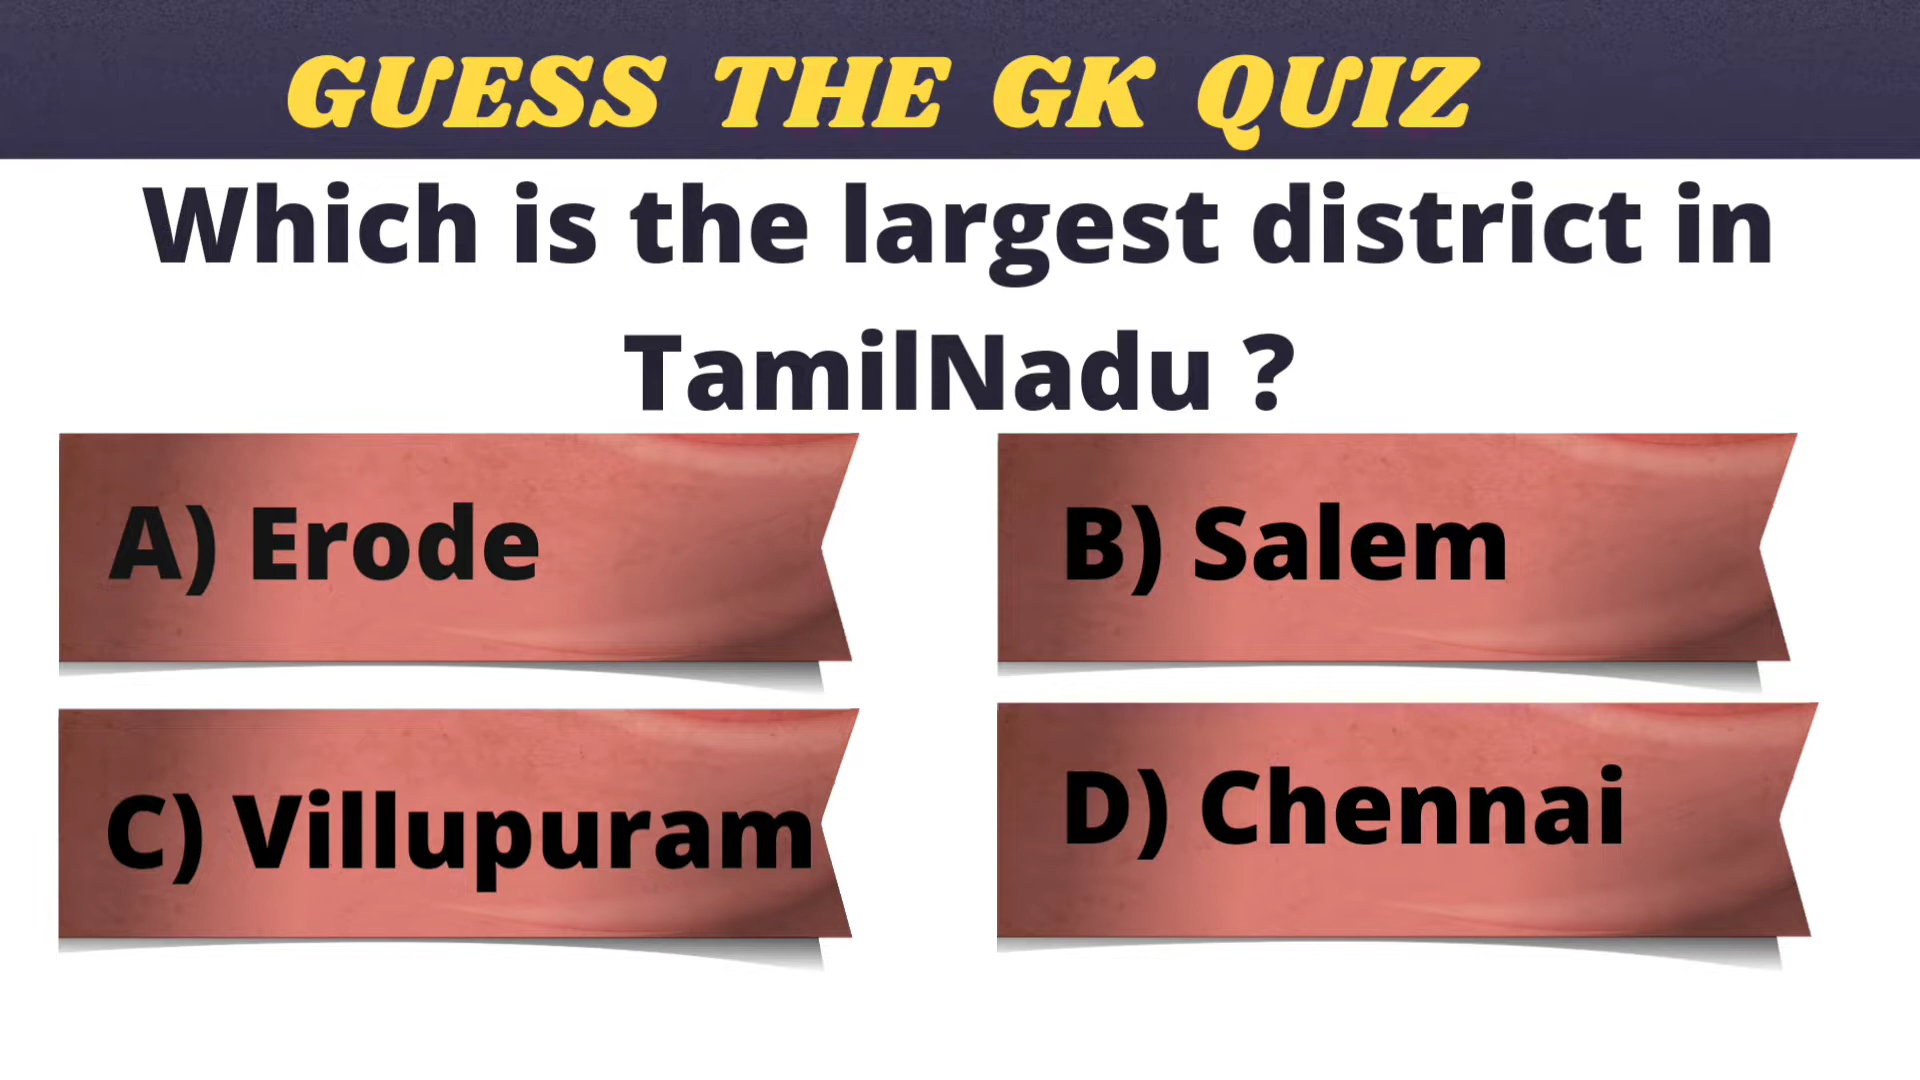 GUESS THE GK QUIZ
Which is the largest district in
TamilNadu ?
A) Erode
B) Salem
C) Villupuram
D) Chennai